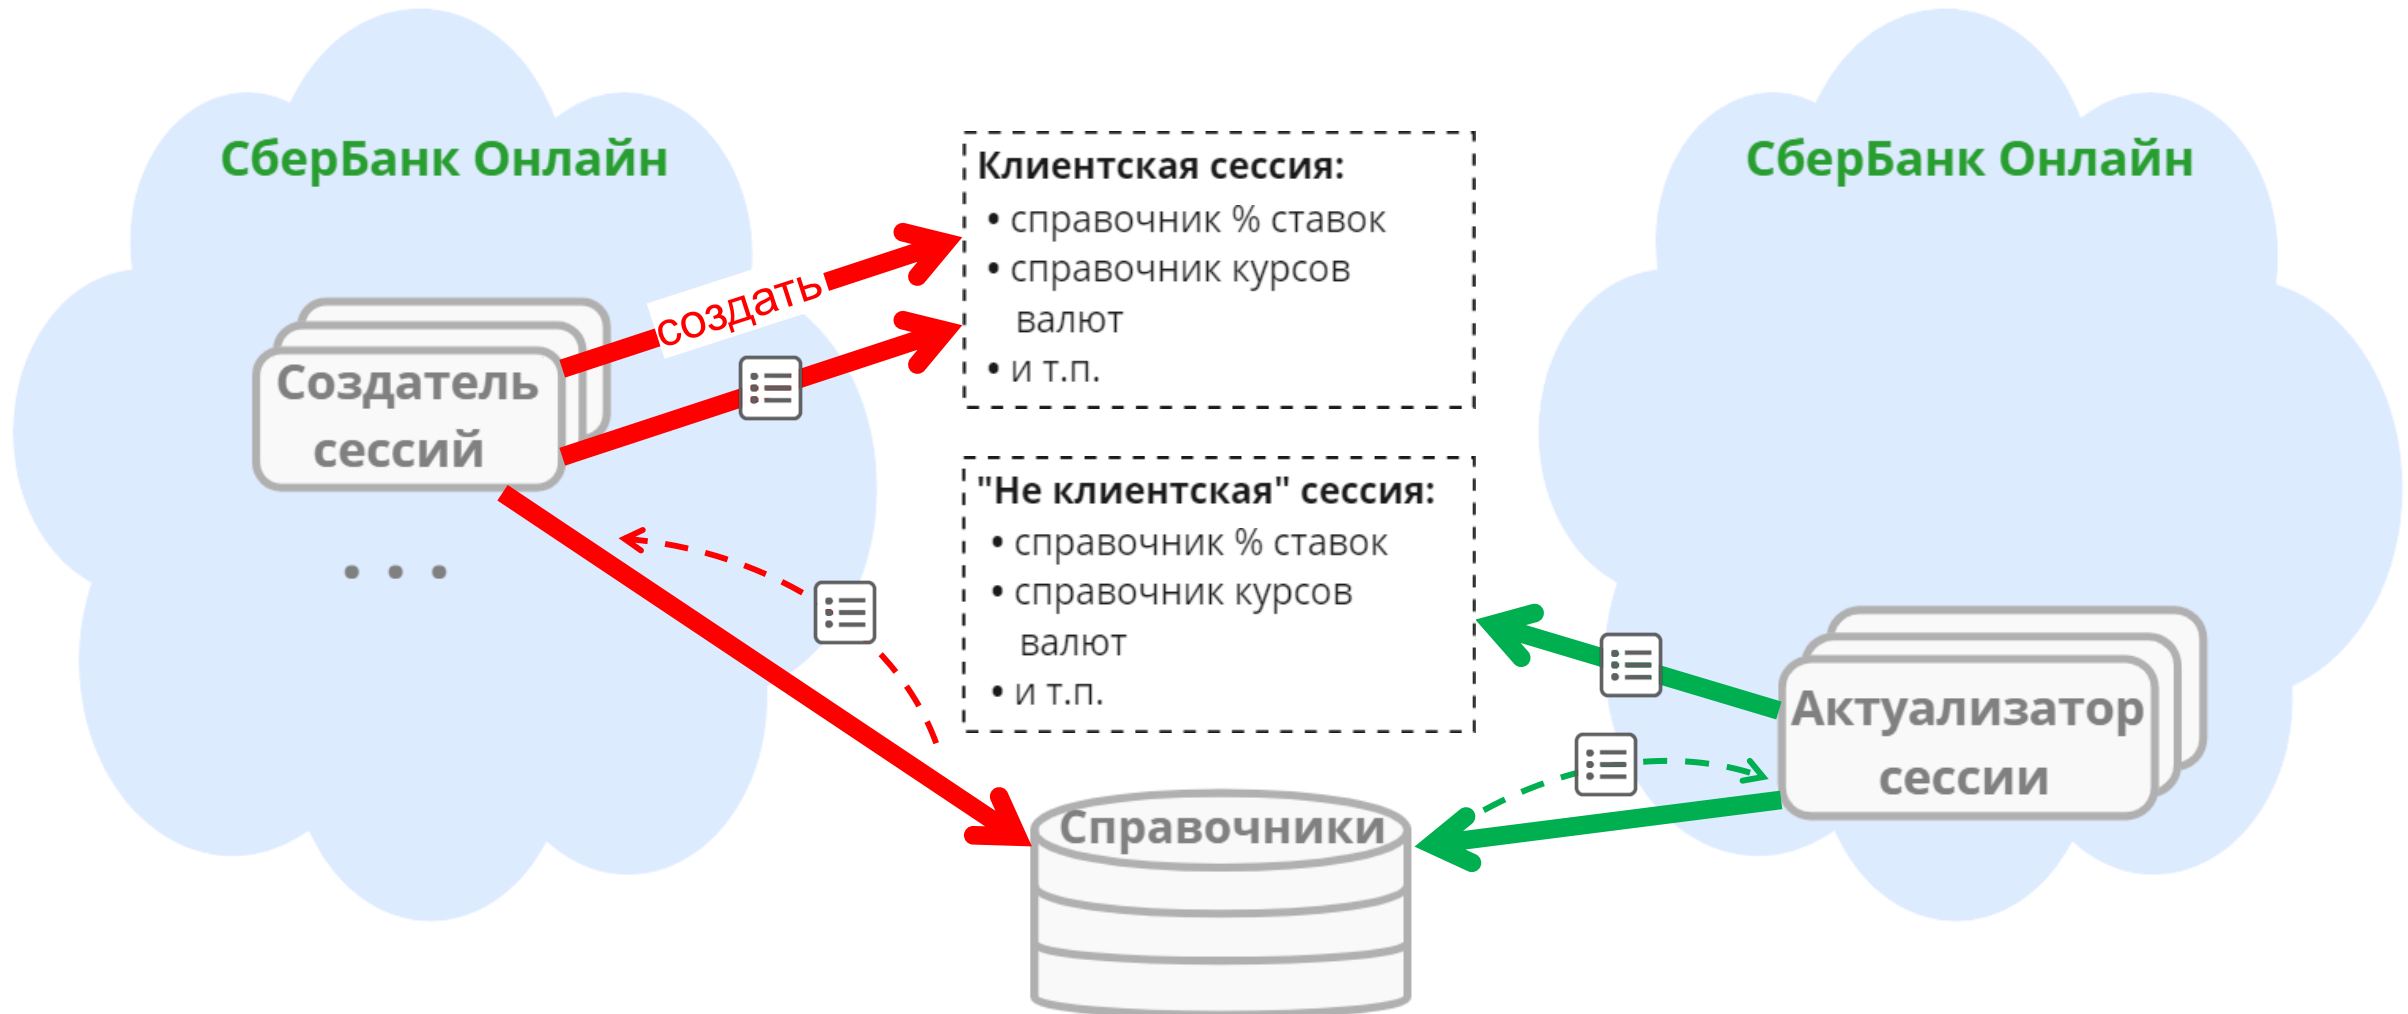 СберБанк Онлайн
Создатель
сессий
. . .
создать
Клиентская сессия:
• справочник % ставок
• справочник курсов
валют
• и т.п.
"Не клиентская" сессия:
• справочник % ставок
• справочник курсов
валют
• и т.п.
Справочники
СберБанк Онлайн
Актуализатор
сессии